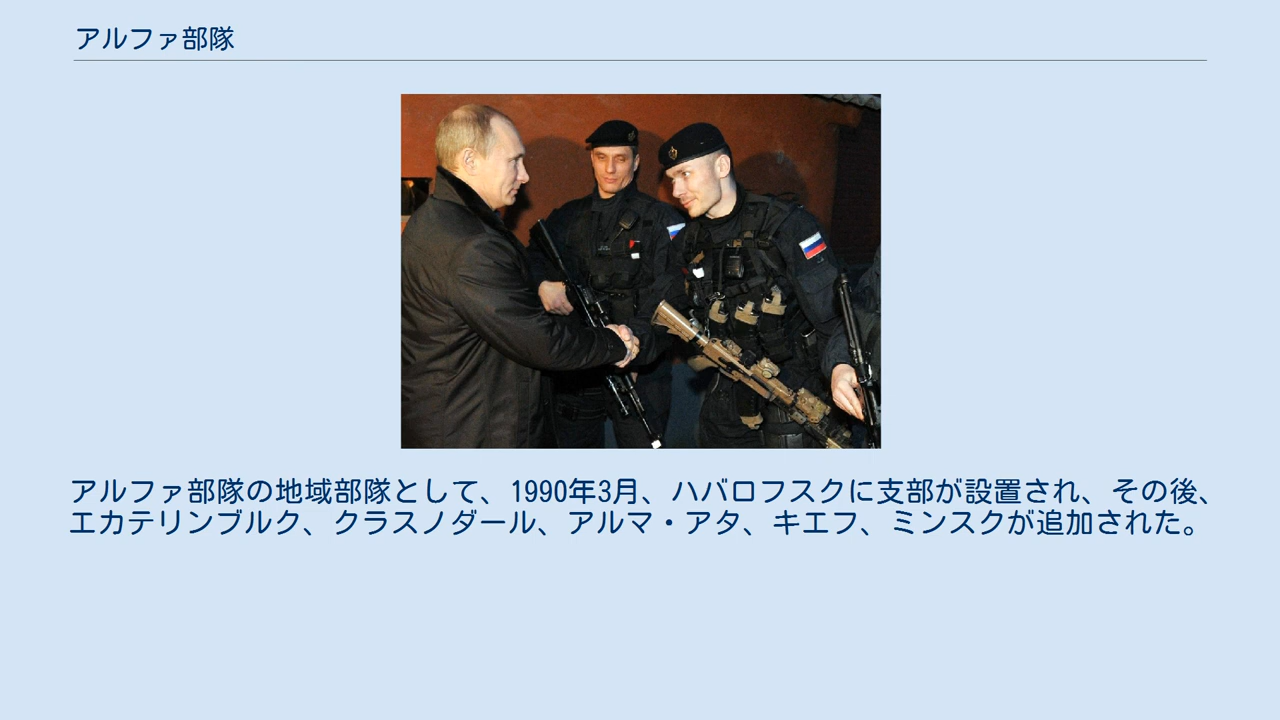 アルファ部隊
アルファ部隊の地域部隊として、1990年3月、ハバロフスクに支部が設置され、その後、
エカテリンブルク、クラスノダール、アルマ・アタ、キエフ、ミンスクが追加された。